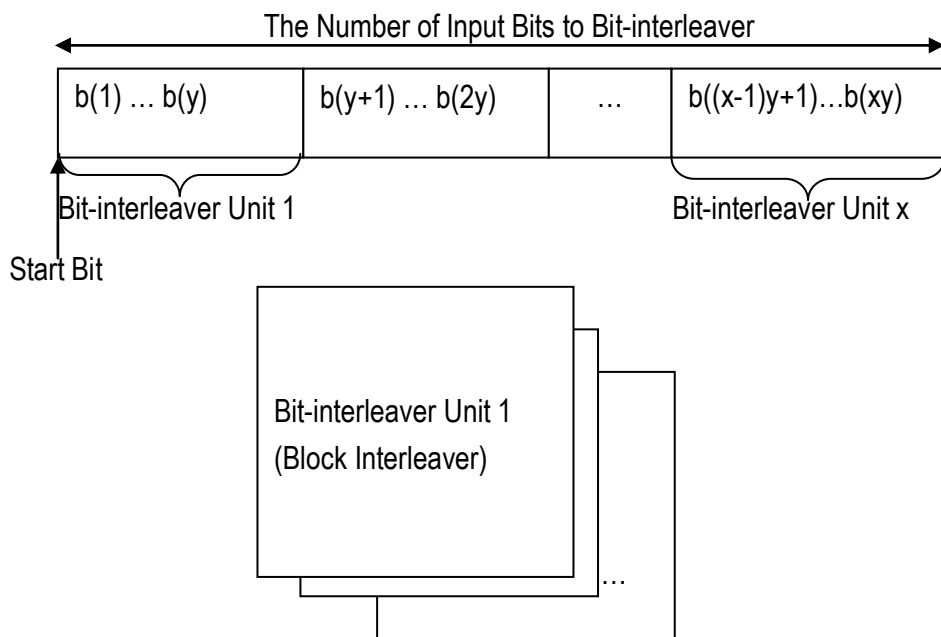 The Number of Input Bits to Bit-interleaver
b(1) … b(y)
b(y+1) … b(2y)
…
b((x-1)y+1)…b(xy)
Bit-interleaver Unit 1
Bit-interleaver Unit x
Start Bit
Bit-interleaver Unit 1
(Block Interleaver)
…